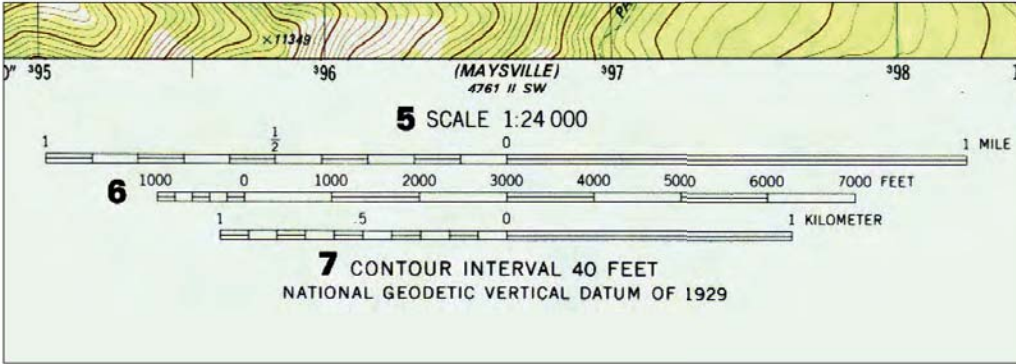 ×11349
0" ³95 ³96 (MAYSVILLE) ³97 ³98
4761 II SW
5 SCALE 1:24 000
1 1/2 0 1 MILE
6 1000 0 1000 2000 3000 4000 5000 6000 7000 FEET
1 .5 0 1 KILOMETER
7 CONTOUR INTERVAL 40 FEET
NATIONAL GEODETIC VERTICAL DATUM OF 1929